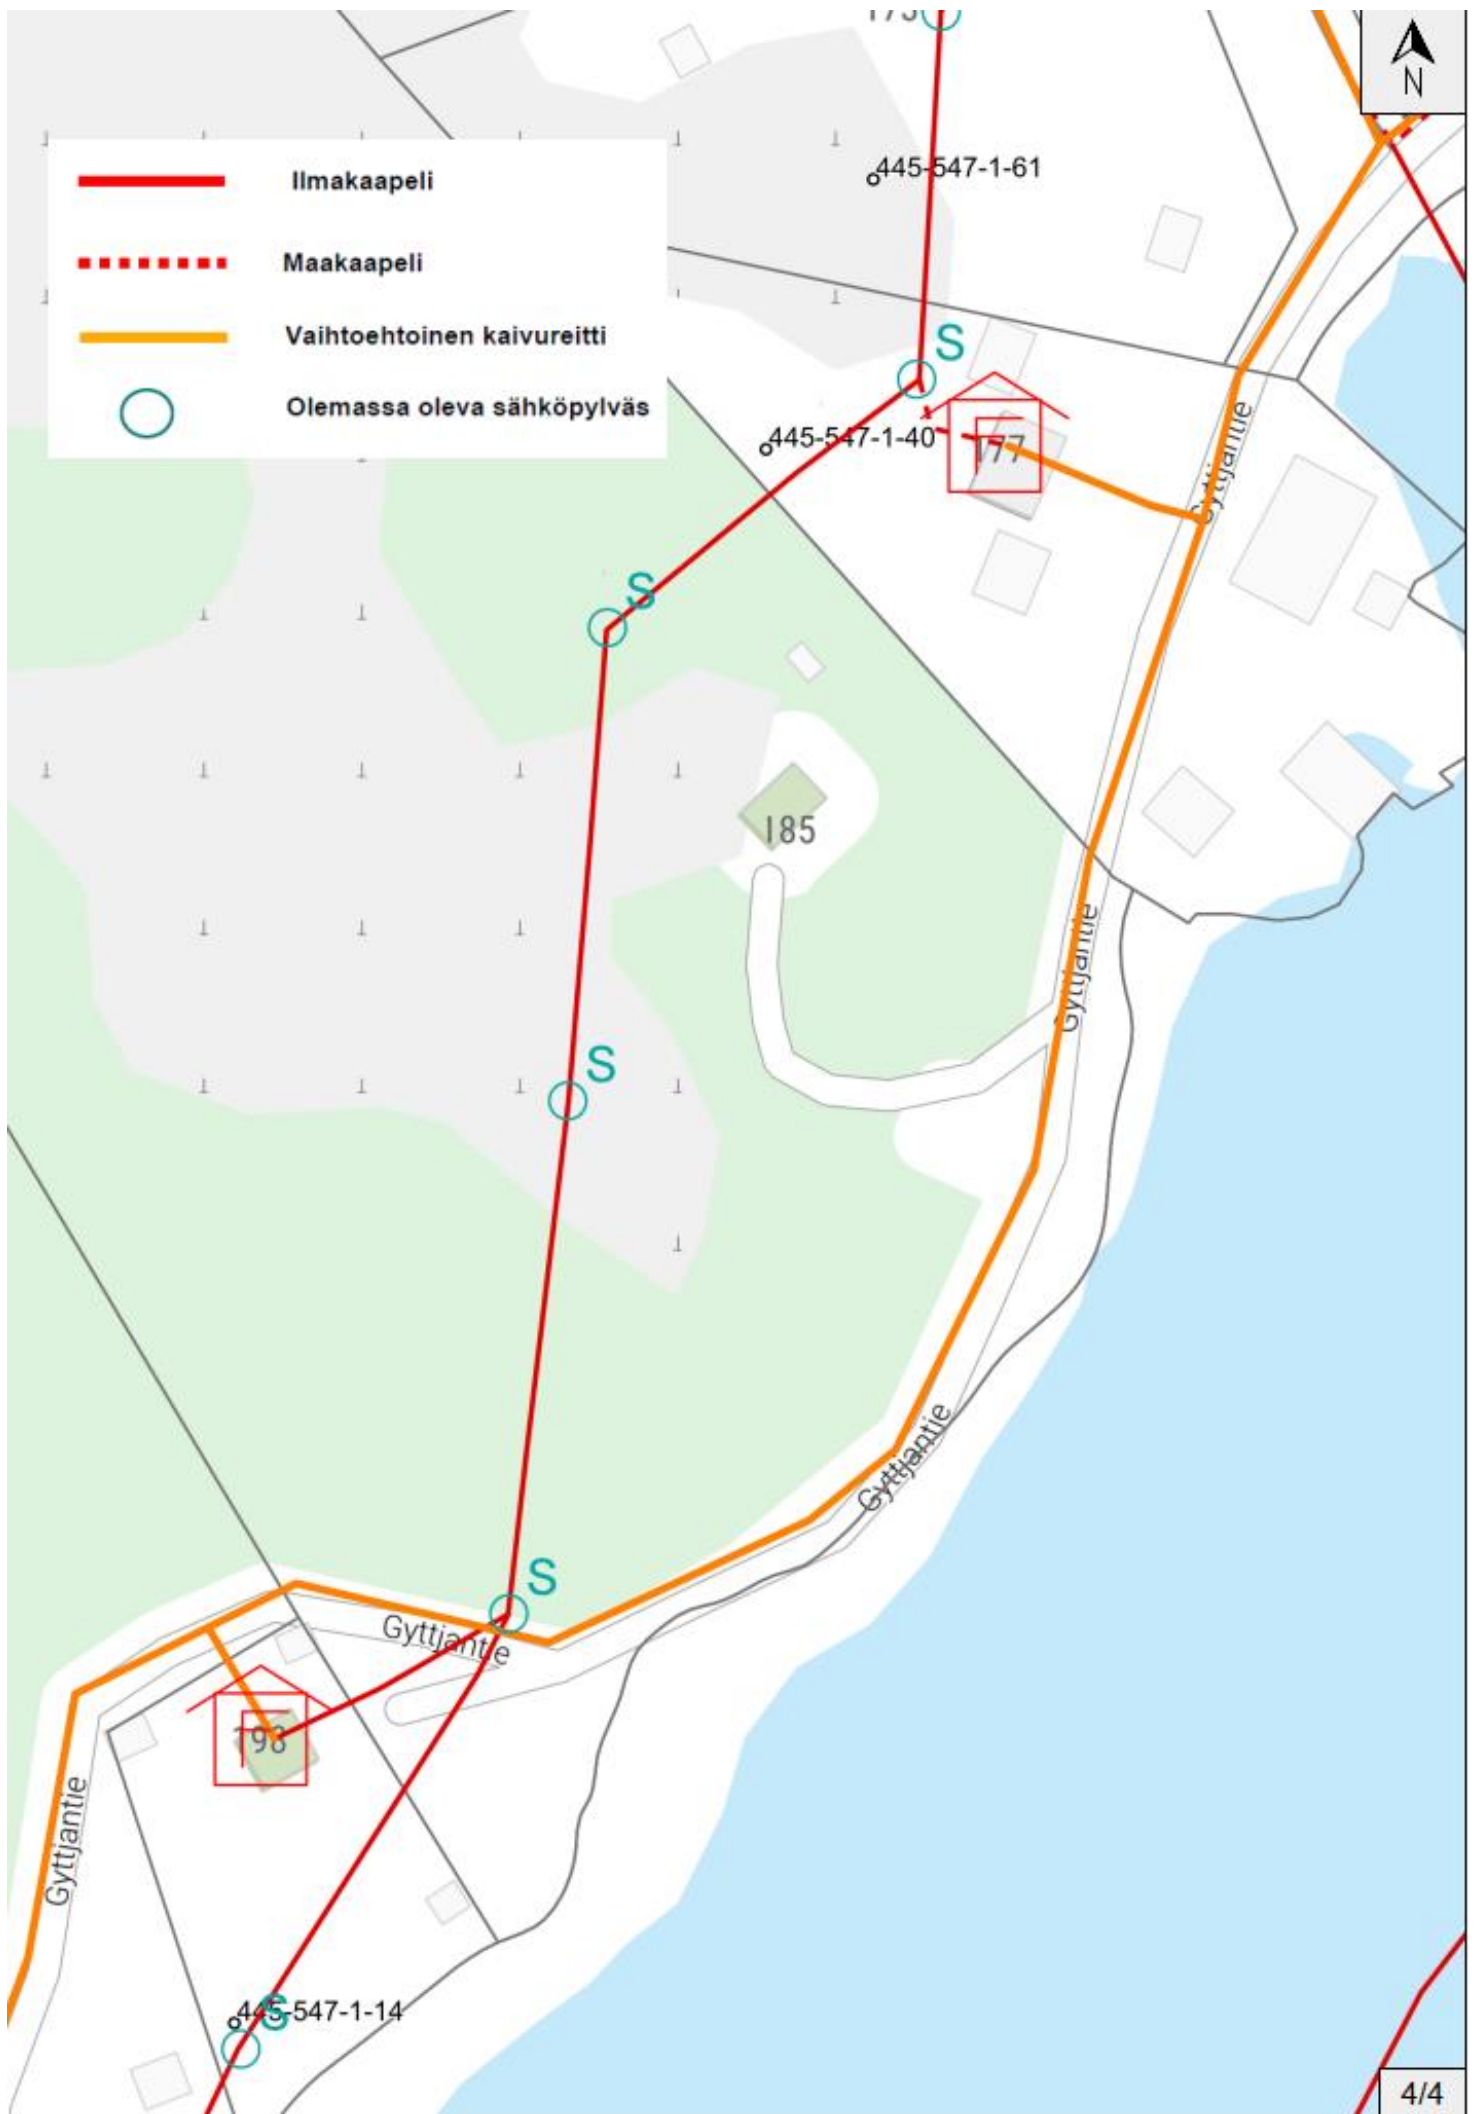 N
445-547-1-61
Ilmakaapeli
Maakaapeli
Vaihtoehtoinen kaivureitti
Olemassa oleva sähköpylväs
S
445-547-1-40
177
Gyttjantie
S
185
Gyttjantie
S
Gyttjantie
S
Gyttjantie
198
Gyttjantie
445-547-1-14
S
4/4